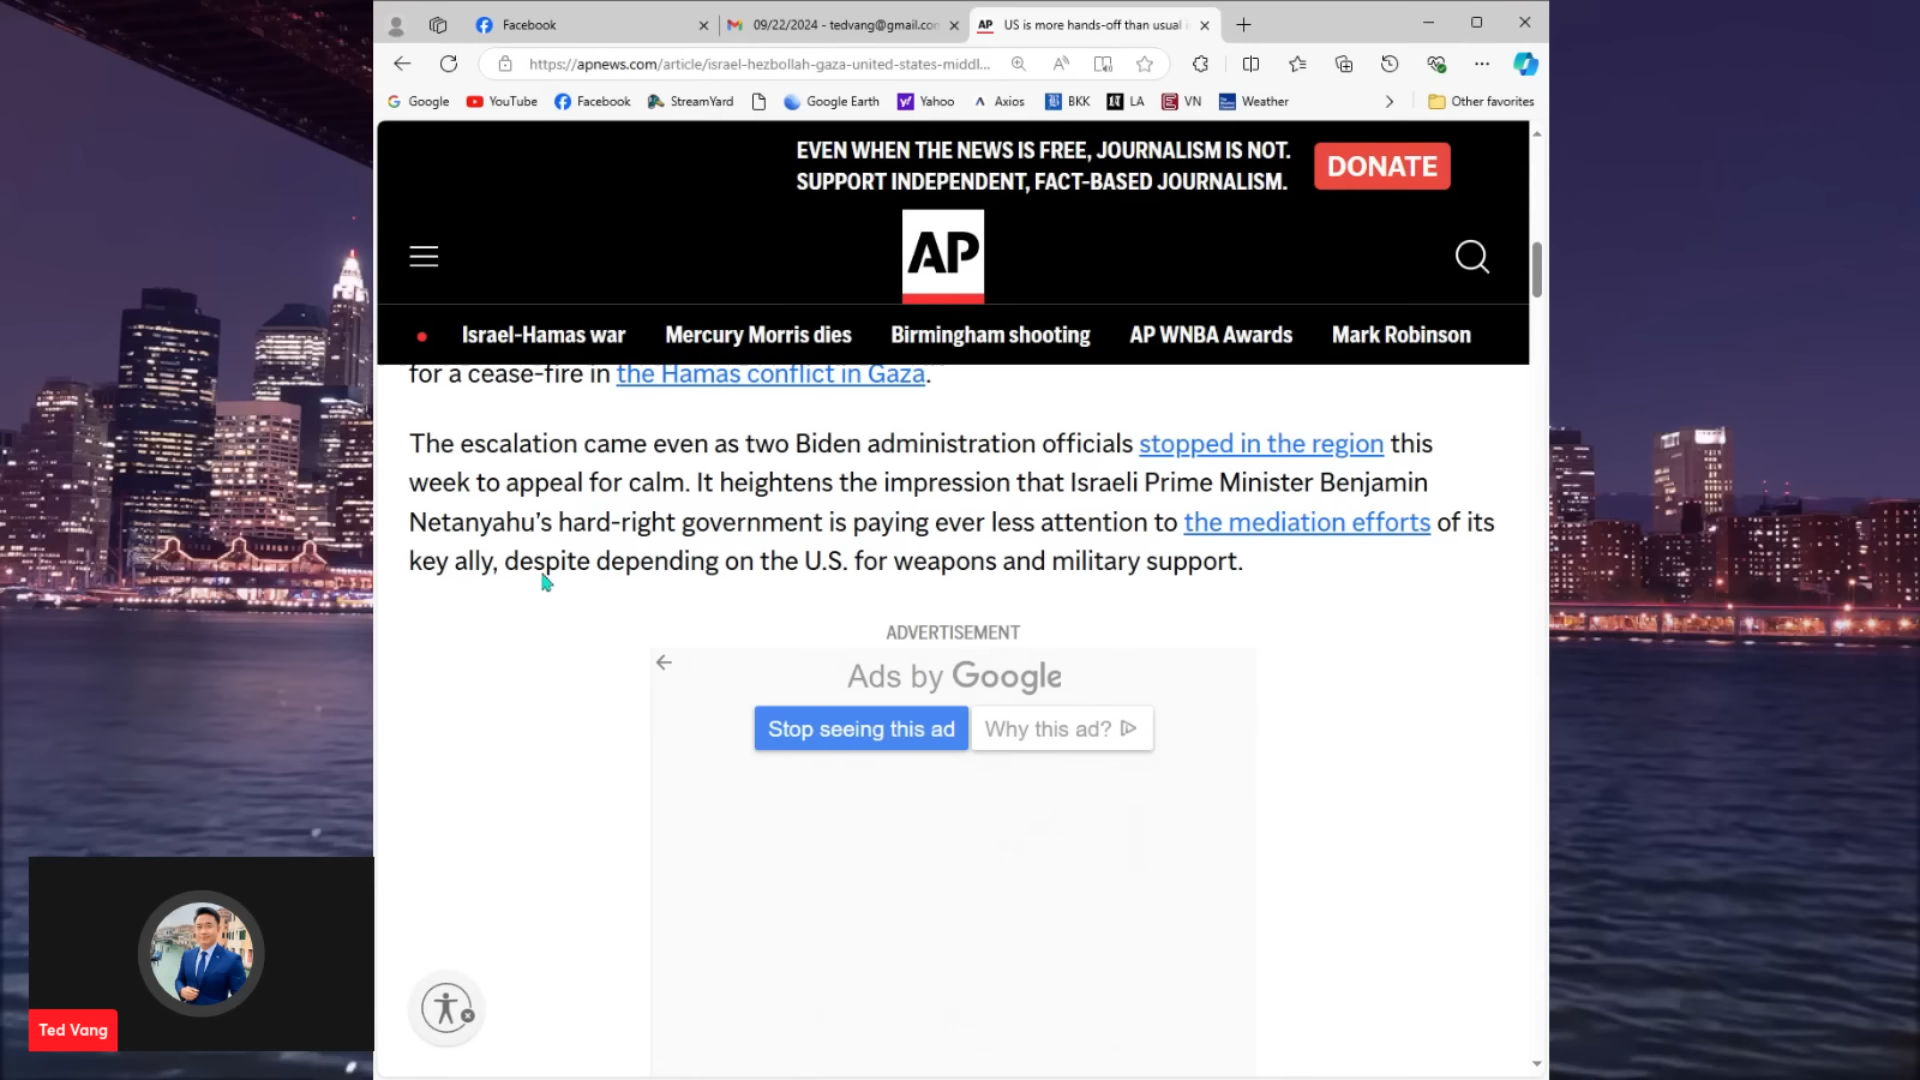 Facebook
09/22/2024 - tedvang@gmail.con
AP US is more hands-off than usual i
https://apnews.com/article/israel-hezbollah-gaza-united-states-middl...
Google YouTube Facebook StreamYard Google Earth Yahoo Axios BKK LA VN Weather Other favorites
EVEN WHEN THE NEWS IS FREE, JOURNALISM IS NOT.
SUPPORT INDEPENDENT, FACT-BASED JOURNALISM.
DONATE
AP
Israel-Hamas war Mercury Morris dies Birmingham shooting AP WNBA Awards Mark Robinson
for a cease-fire in the Hamas conflict in Gaza.
The escalation came even as two Biden administration officials stopped in the region this
week to appeal for calm. It heightens the impression that Israeli Prime Minister Benjamin
Netanyahu's hard-right government is paying ever less attention to the mediation efforts of its
key ally, despite depending on the U.S. for weapons and military support.
ADVERTISEMENT
Ads by Google
Stop seeing this ad
Why this ad?
Ted Vang